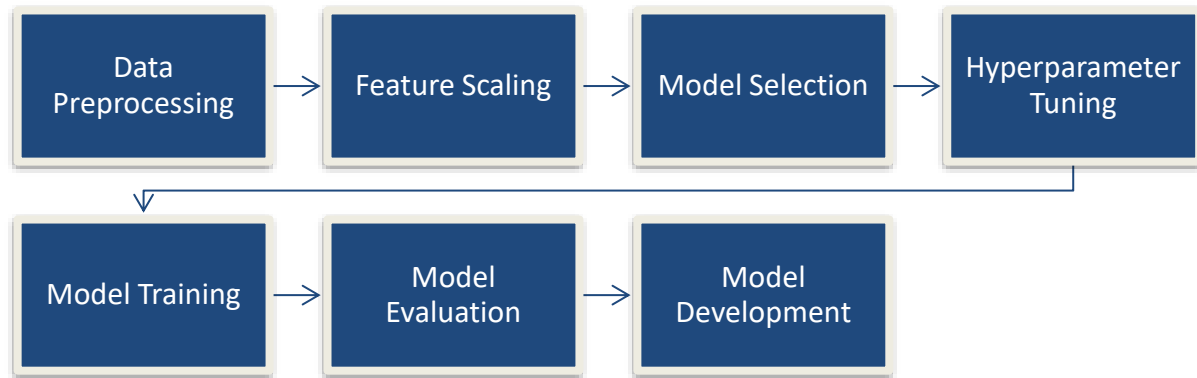 Data
Preprocessing
Feature Scaling
Model Selection
Hyperparameter
Tuning
Model Training
Model
Evaluation
Model
Development